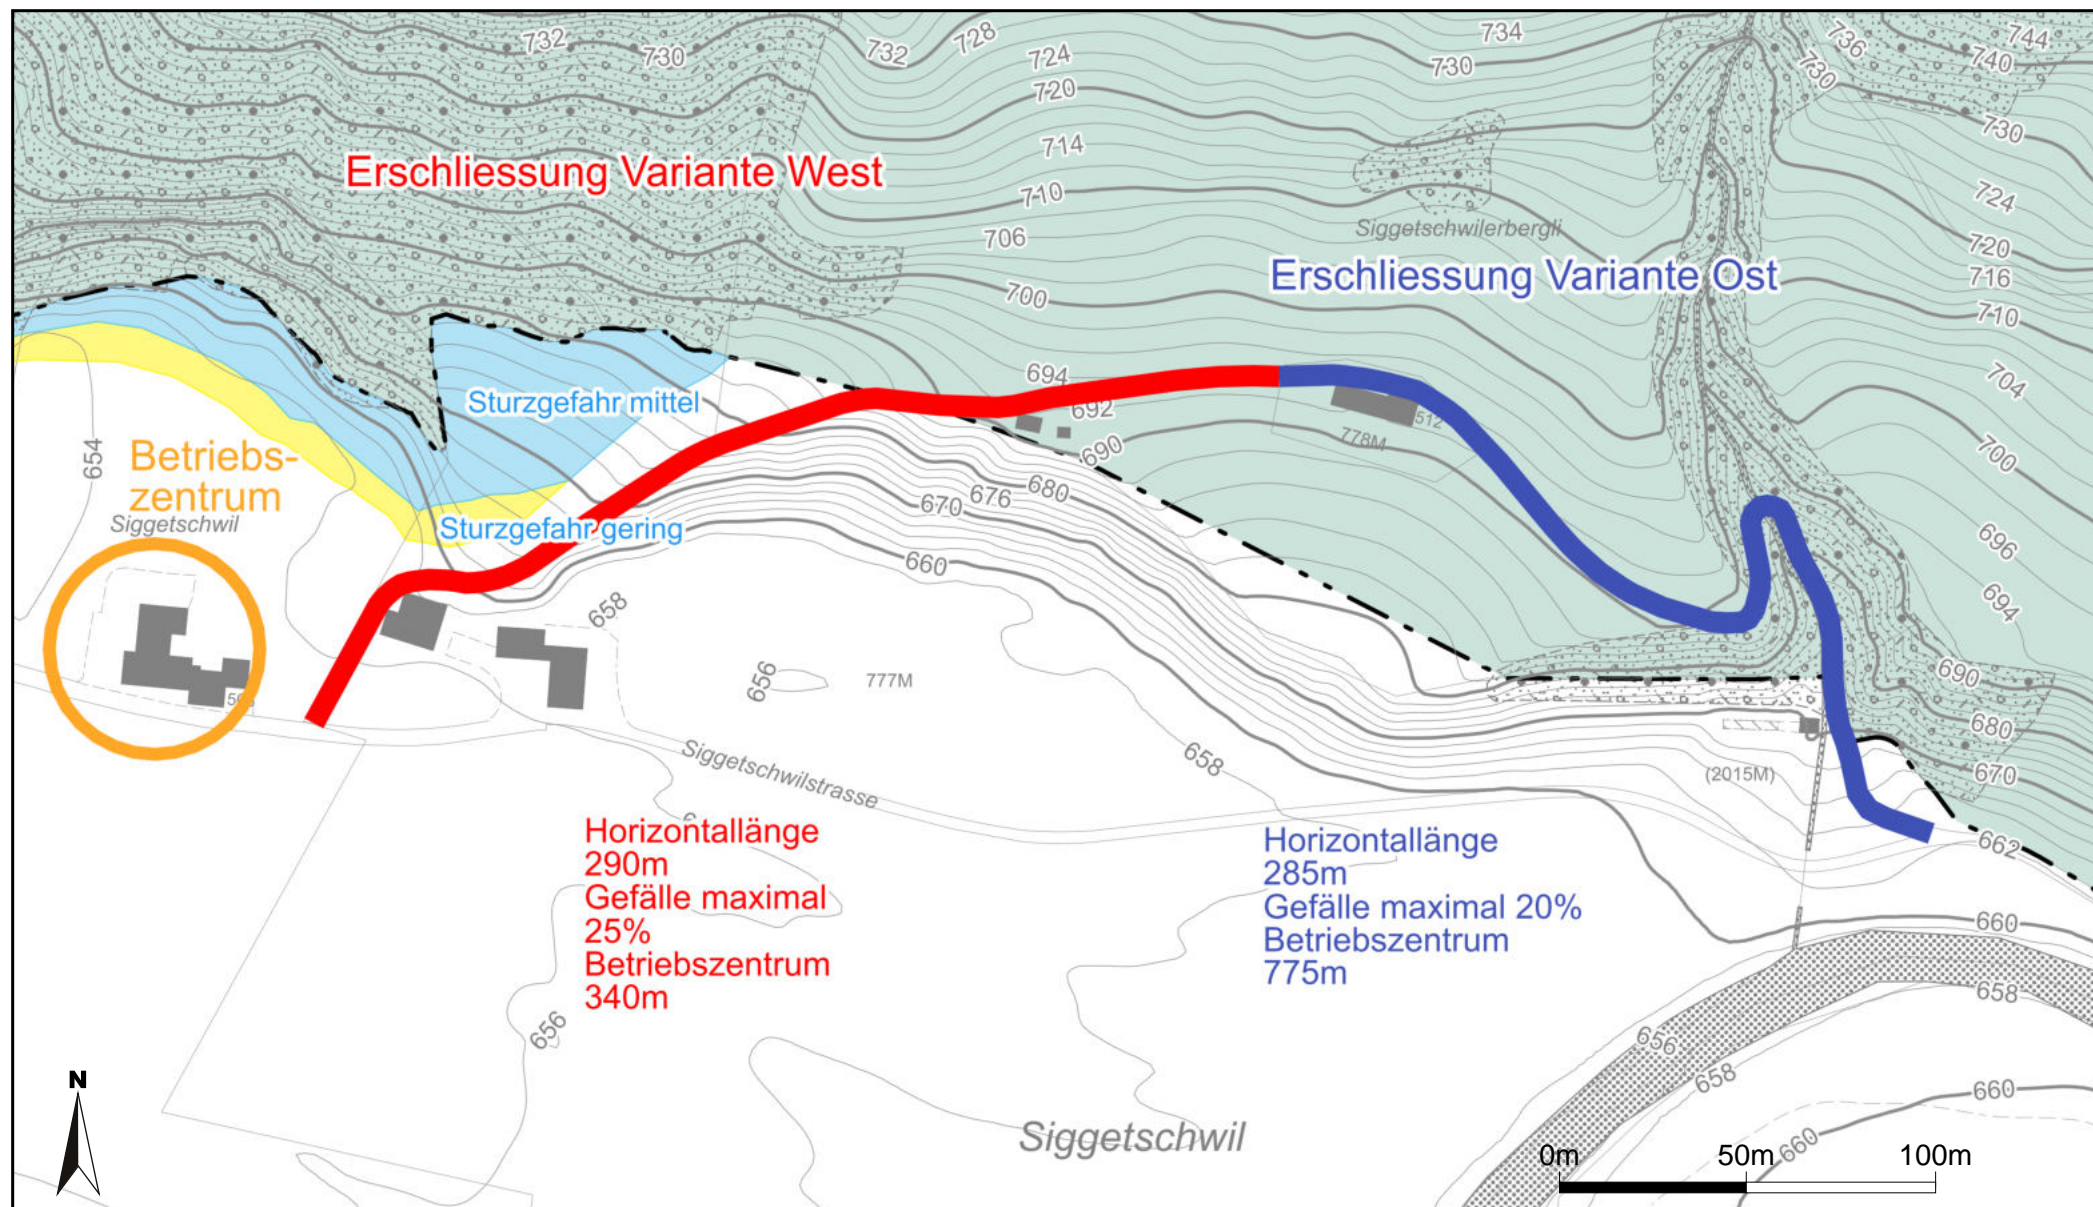 732
730
732
728
724
720
714
710
706
700
734
730
736
730
744
740
730
724
720
716
710
704
700
696
694
690
680
670
662
660
658
Erschliessung Variante West
Siggetschwilerbergli
Erschliessung Variante Ost
694
692
690
Sturzgefahr mittel
512
778M
654
Betriebs-
zentrum
Siggetschwil
Sturzgefahr gering
670
676
680
660
658
656
777M
658
Siggetschwilstrasse
(2015M)
Horizontallänge
290m
Gefälle maximal
25%
Betriebszentrum
340m
Horizontallänge
285m
Gefälle maximal 20%
Betriebszentrum
775m
656
656
658
660
660
N
Siggetschwil
0m
50m
100m